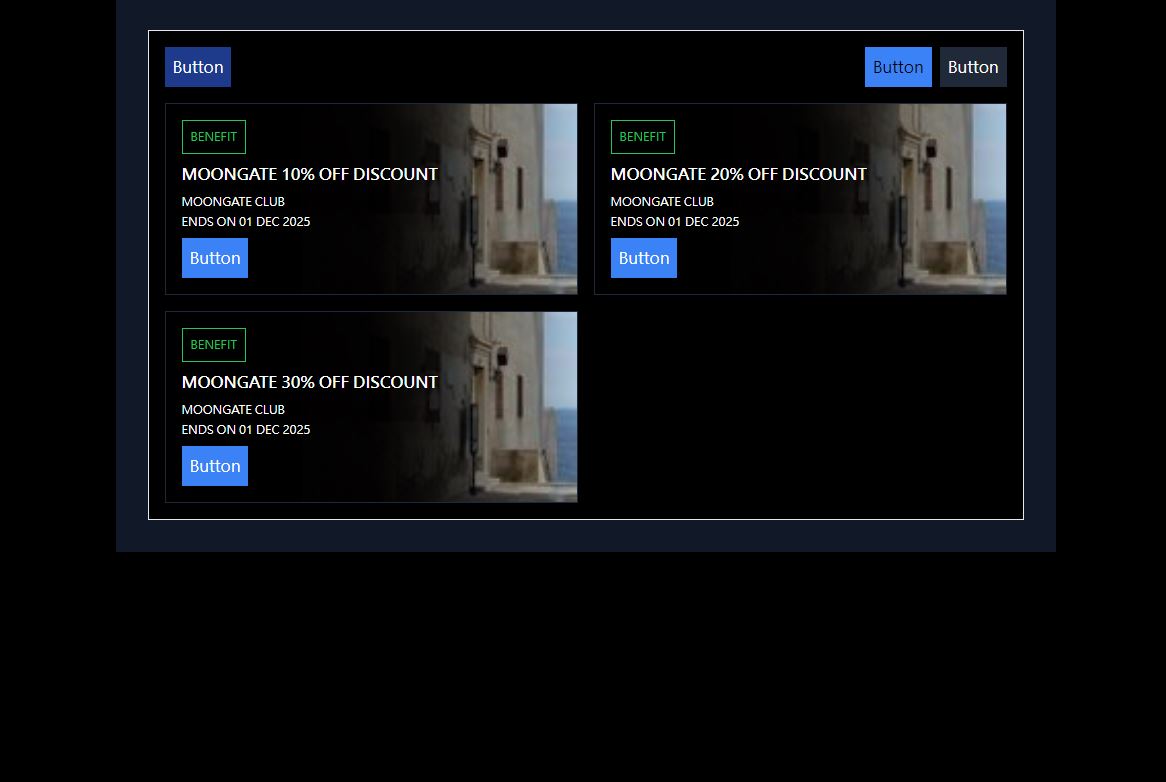 Button
Button
Button
BENEFIT
MOONGATE 10% OFF DISCOUNT
MOONGATE CLUB
ENDS ON 01 DEC 2025
Button
BENEFIT
MOONGATE 20% OFF DISCOUNT
MOONGATE CLUB
ENDS ON 01 DEC 2025
Button
BENEFIT
MOONGATE 30% OFF DISCOUNT
MOONGATE CLUB
ENDS ON 01 DEC 2025
Button